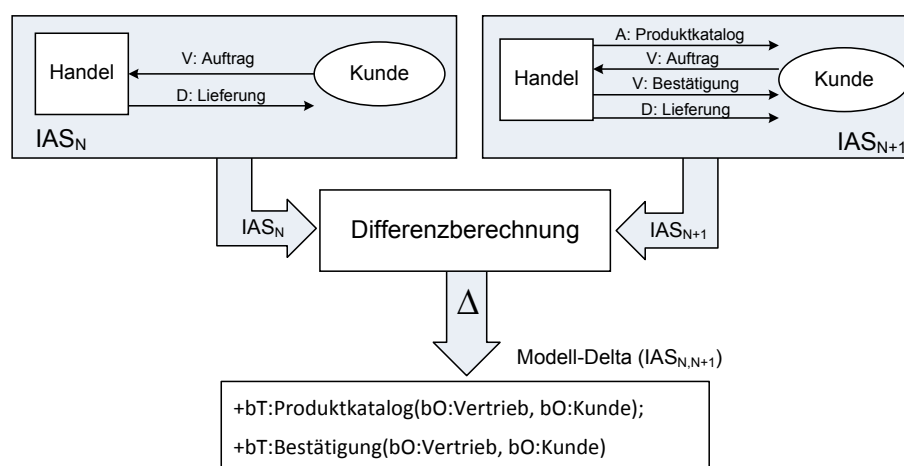 Handel
V: Auftrag
D: Lieferung
Kunde
IAS_N
Handel
A: Produktkatalog
V: Auftrag
V: Bestätigung
D: Lieferung
Kunde
IAS_N+1
IAS_N
Differenzberechnung
IAS_N+1
Δ
Modell-Delta (IAS_N,N+1)
+bT:Produktkatalog(bO:Vertrieb, bO:Kunde);
+bT:Bestätigung(bO:Vertrieb, bO:Kunde)